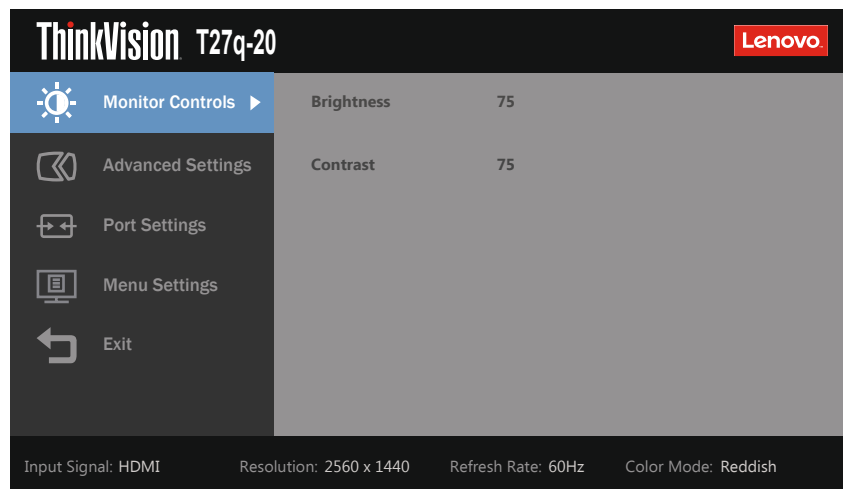 ThinkVision T27q-20
Lenovo.
Monitor Controls
Brightness 75
Advanced Settings
Contrast 75
Port Settings
Menu Settings
Exit
Input Signal: HDMI Resolution: 2560 x 1440 Refresh Rate: 60Hz Color Mode: Reddish